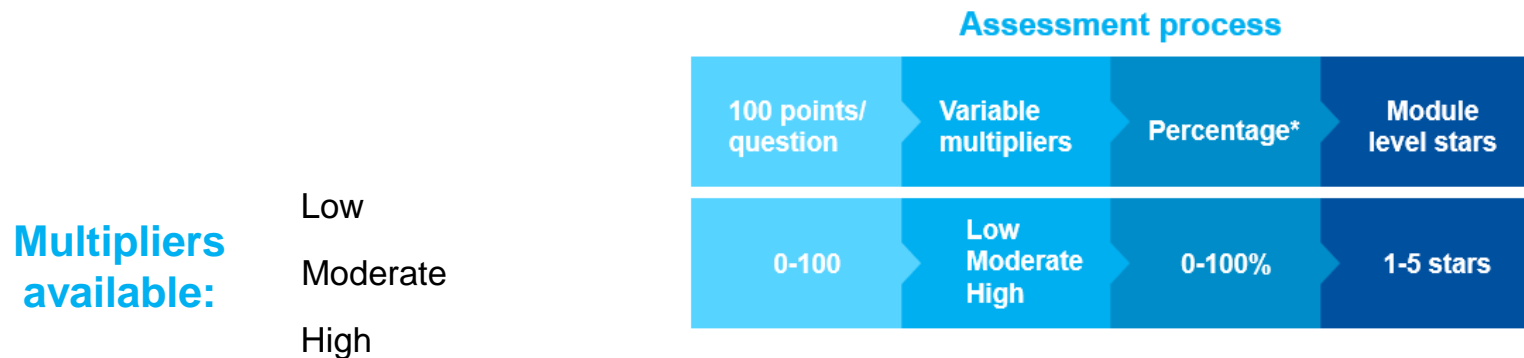 Assessment process
100 points/
question
Variable
multipliers
Percentage*
Module
level stars
Multipliers
available:
Low
Moderate
High
0-100
Low
Moderate
High
0-100%
1-5 stars